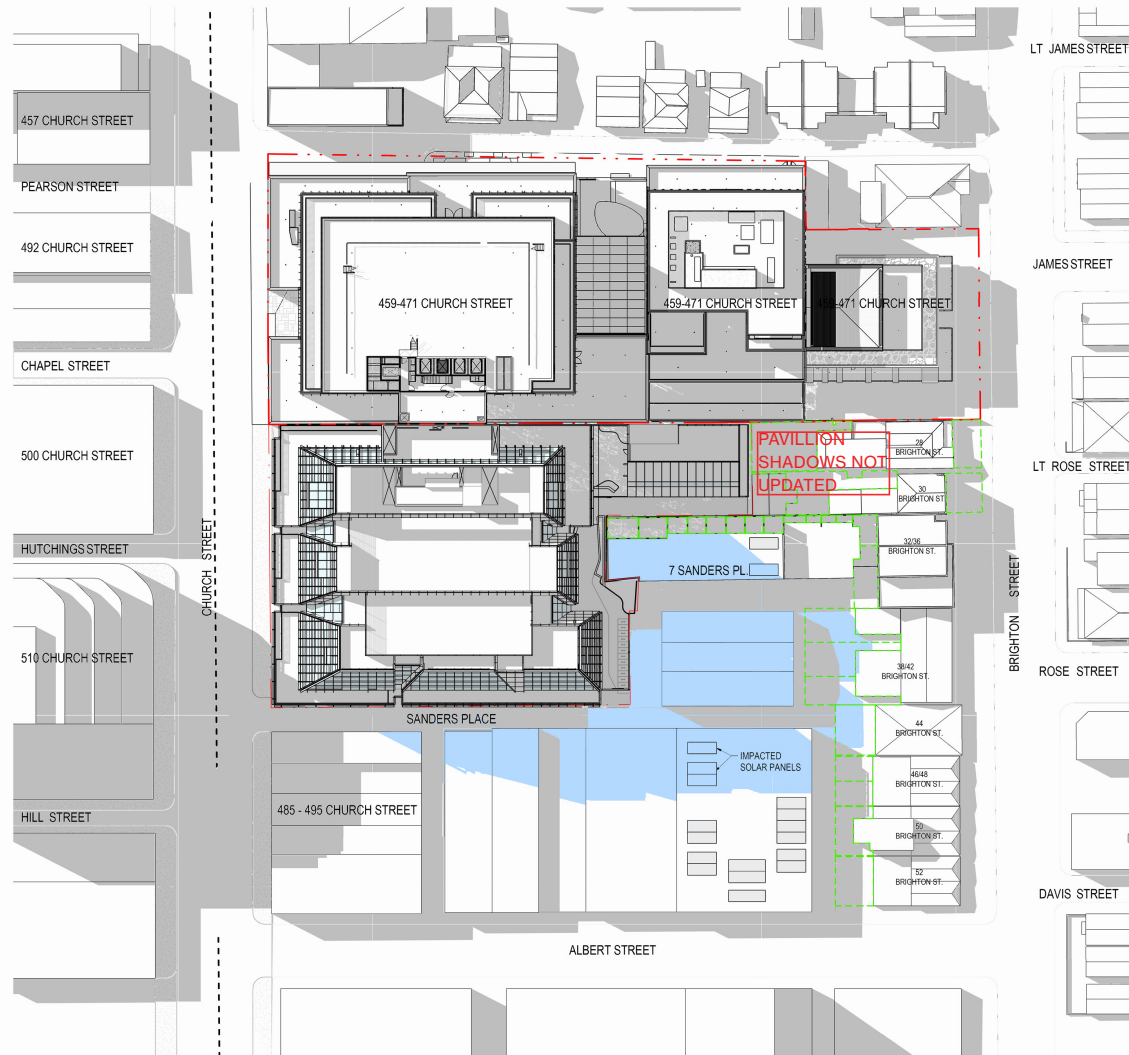 LT JAMES STREET
457 CHURCH STREET
PEARSON STREET
492 CHURCH STREET
JAMES STREET
459-471 CHURCH STREET
459-471 CHURCH STREET
459-471 CHURCH STREET
CHAPEL STREET
PAVILLION
SHADOWS NOT
UPDATED
28
BRIGHTON ST.
500 CHURCH STREET
LT ROSE STREET
30
BRIGHTON ST.
HUTCHINGS STREET
CHURCH STREET
32/36
BRIGHTON ST.
7 SANDERS PL.
BRIGHTON STREET
510 CHURCH STREET
38/42
BRIGHTON ST.
ROSE STREET
SANDERS PLACE
44
BRIGHTON ST.
IMPACTED
SOLAR PANELS
46/48
BRIGHTON ST.
485 - 495 CHURCH STREET
HILL STREET
50
BRIGHTON ST.
52
BRIGHTON ST.
DAVIS STREET
ALBERT STREET